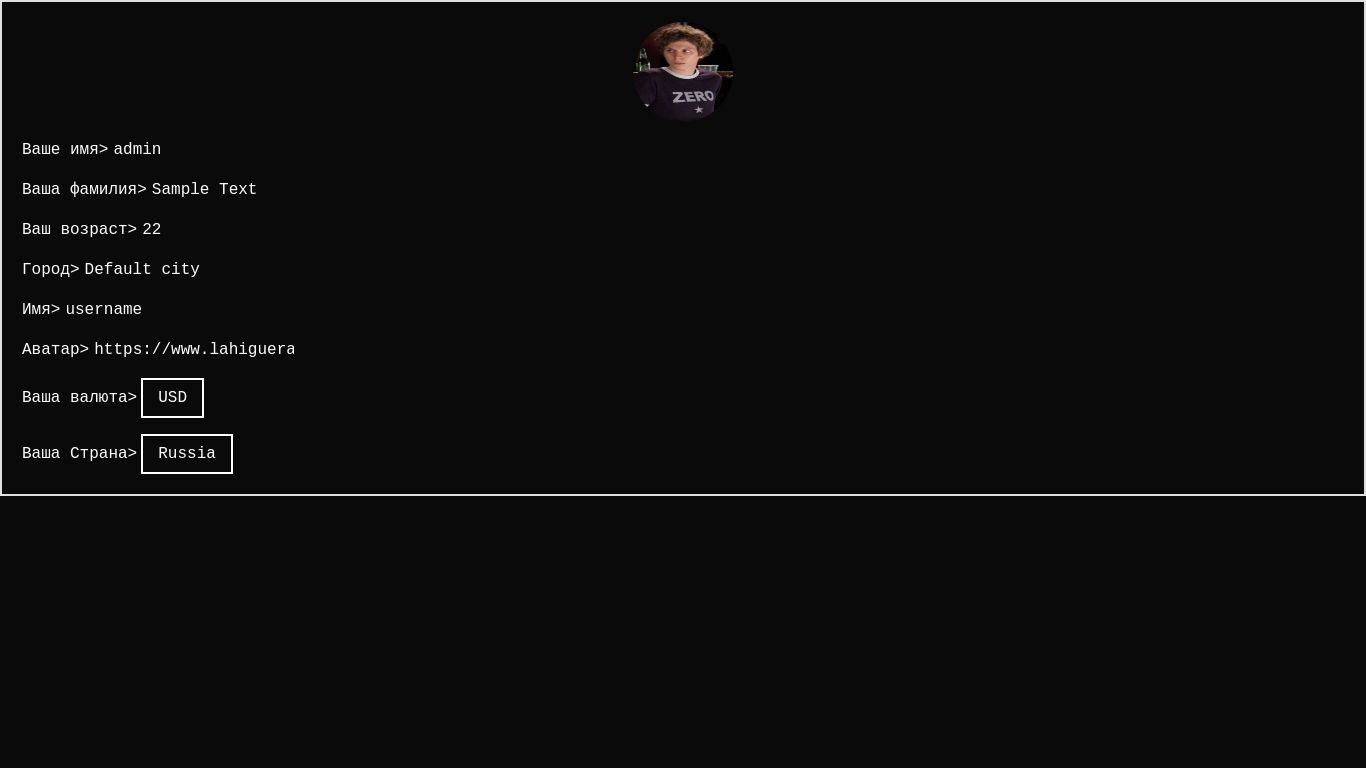 ZERO
Ваше имя> admin
Ваша фамилия> Sample Text
Ваш возраст> 22
Город> Default city
Имя> username
Аватар> https://www.lahiguera
Ваша валюта> USD
Ваша Страна> Russia